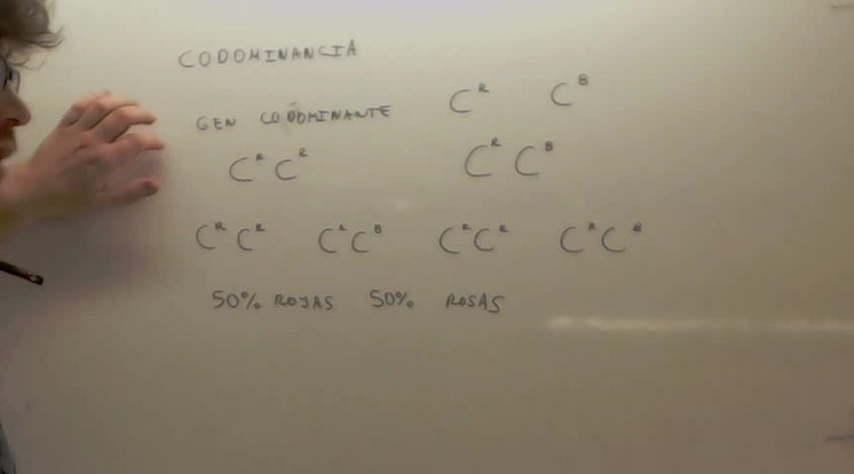 CODOMINANCIA
GEN CODOMINANTE C^R C^B
C^R C^R C^R C^B
C^R C^R C^R C^B C^R C^R C^R C^B
50% ROJAS 50% ROSAS